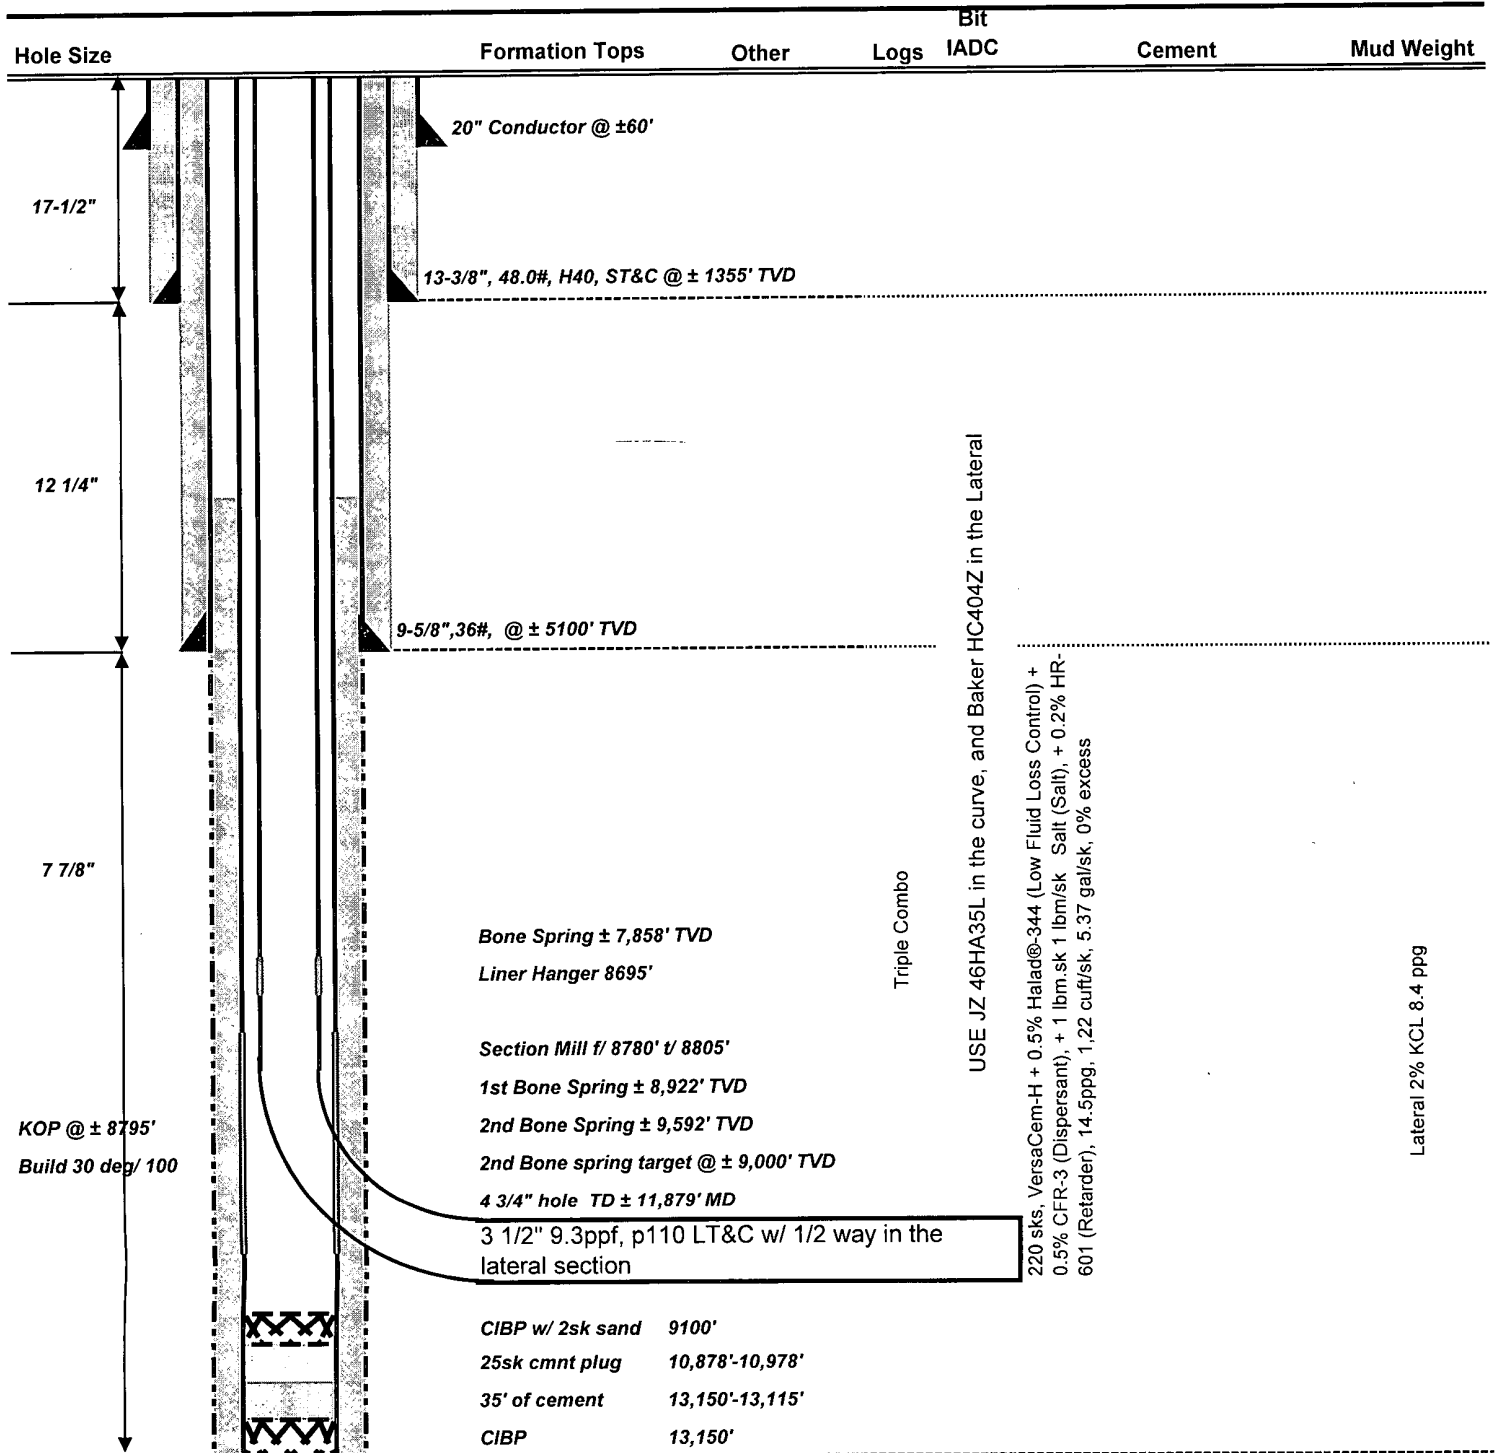 Hole Size
Formation Tops
Other
Logs
Bit
IADC
Cement
Mud Weight
20" Conductor @ ±60'
17-1/2"
13-3/8", 48.0#, H40, ST&C @ ± 1355' TVD
12 1/4"
9-5/8",36#, @ ± 5100' TVD
7 7/8"
Bone Spring ± 7,858' TVD
Liner Hanger 8695'
Section Mill f/ 8780' t/ 8805'
1st Bone Spring ± 8,922' TVD
KOP @ ± 8795'
2nd Bone Spring ± 9,592' TVD
Build 30 deg/ 100
2nd Bone spring target @ ± 9,000' TVD
4 3/4" hole TD ± 11,879' MD
3 1/2" 9.3ppf, p110 LT&C w/ 1/2 way in the
lateral section
CIBP w/ 2sk sand 9100'
25sk cmnt plug 10,878'-10,978'
35' of cement 13,150'-13,115'
CIBP 13,150'
Triple Combo
USE JZ 46HA35L in the curve, and Baker HC404Z in the Lateral
220 sks, VersaCem-H + 0.5% Halad®-344 (Low Fluid Loss Control) +
0.5% CFR-3 (Dispersant), + 1 lbm.sk 1 lbm/sk Salt (Salt), + 0.2% HR-
601 (Retarder), 14.5ppg, 1,22 cuft/sk, 5.37 gal/sk, 0% excess
Lateral 2% KCL 8.4 ppg